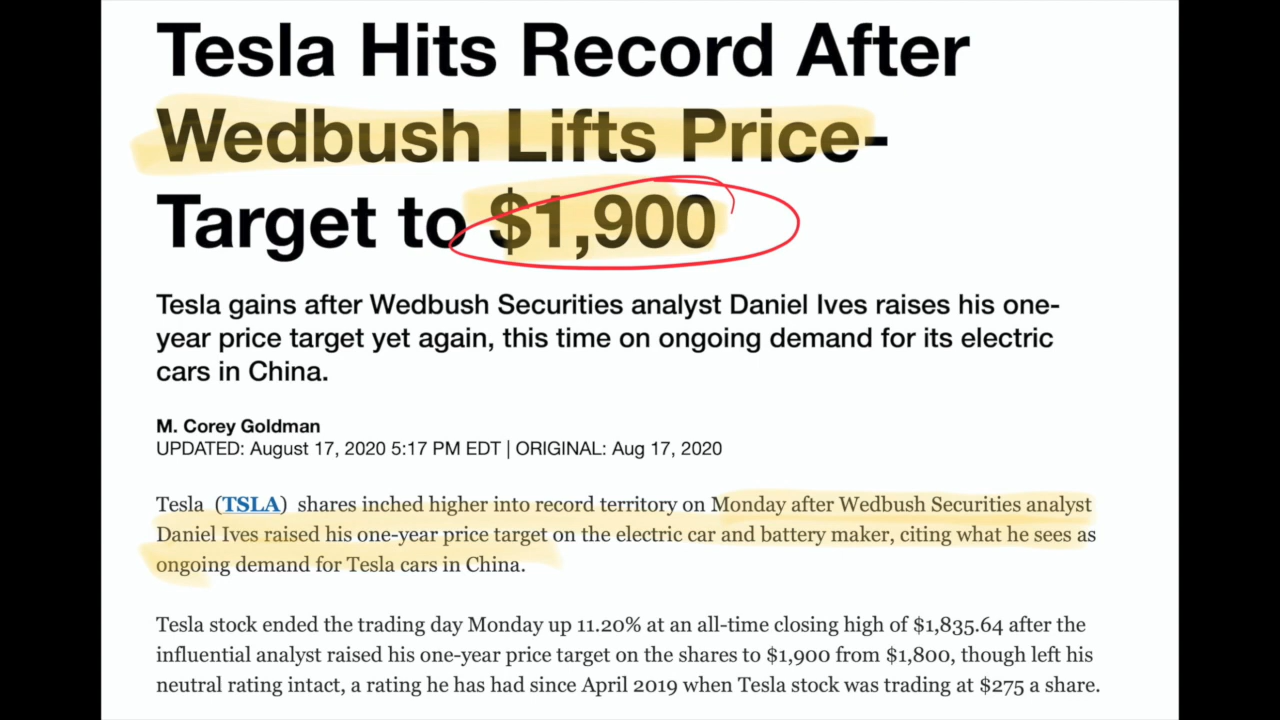 Tesla Hits Record After
Wedbush Lifts Price-
Target to $1,900
Tesla gains after Wedbush Securities analyst Daniel Ives raises his one-
year price target yet again, this time on ongoing demand for its electric
cars in China.
M. Corey Goldman
UPDATED: August 17, 2020 5:17 PM EDT | ORIGINAL: Aug 17, 2020
Tesla (TSLA) shares inched higher into record territory on Monday after Wedbush Securities analyst
Daniel Ives raised his one-year price target on the electric car and battery maker, citing what he sees as
ongoing demand for Tesla cars in China.
Tesla stock ended the trading day Monday up 11.20% at an all-time closing high of $1,835.64 after the
influential analyst raised his one-year price target on the shares to $1,900 from $1,800, though left his
neutral rating intact, a rating he has had since April 2019 when Tesla stock was trading at $275 a share.